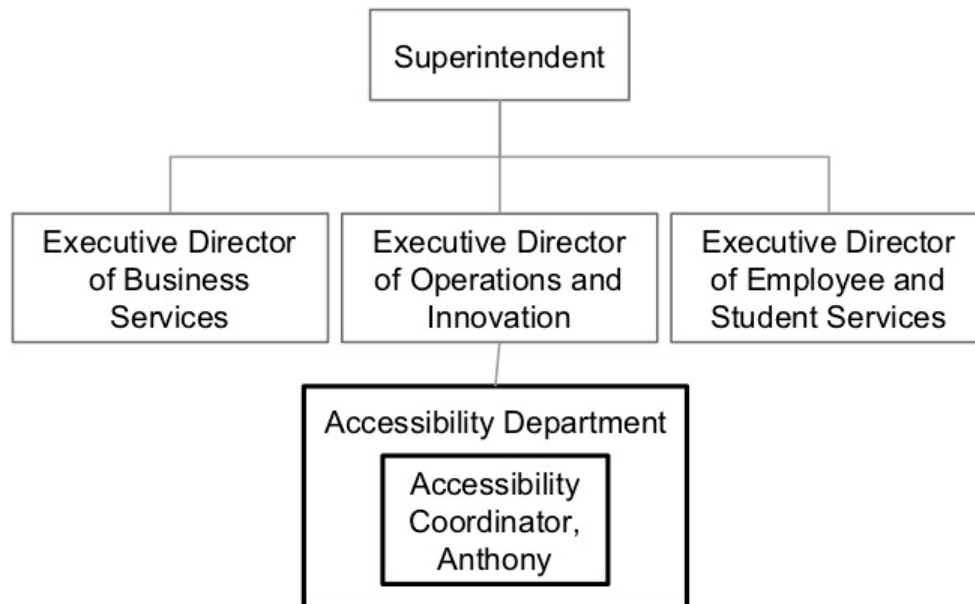 Superintendent
Executive Director
of Business
Services
Executive Director
of Operations and
Innovation
Executive Director
of Employee and
Student Services
Accessibility Department
Accessibility
Coordinator,
Anthony